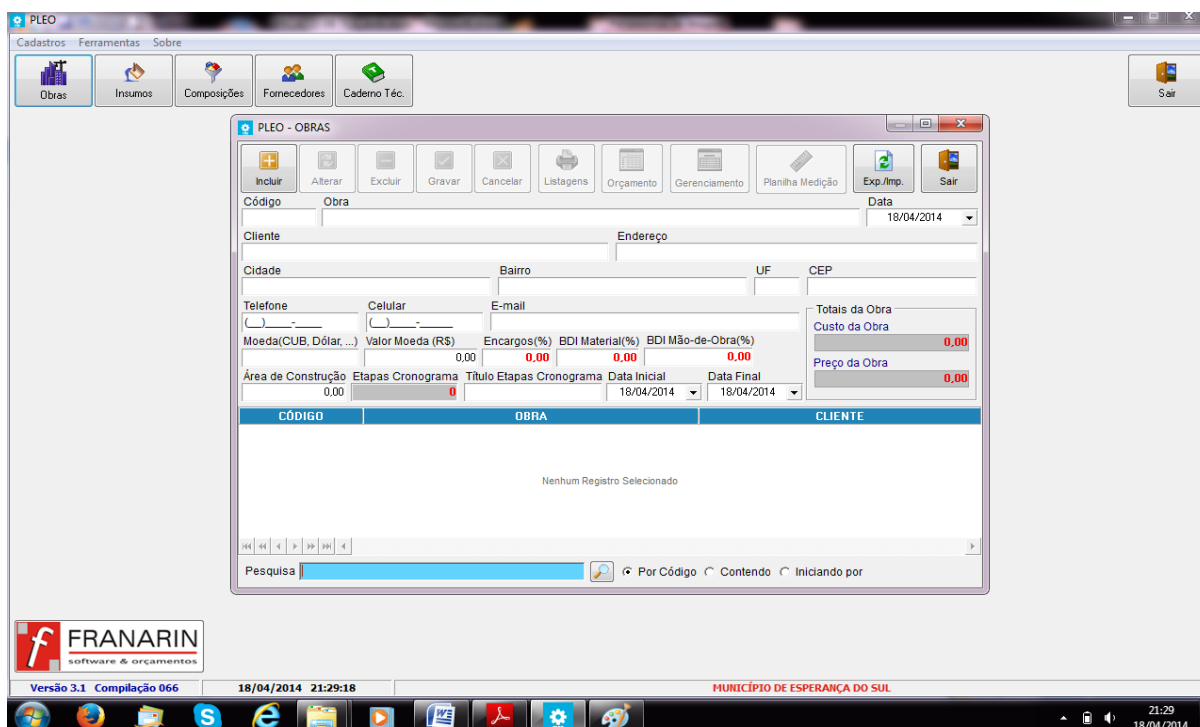 PLEO
Cadastros Ferramentas Sobre
Obras Insumos Composições Fornecedores Caderno Téc. Sair
PLEO - OBRAS
Incluir Alterar Excluir Gravar Cancelar Listagens Orçamento Gerenciamento Planilha Medição Exp./Imp. Sair
Código Obra Data
18/04/2014
Cliente Endereço
Cidade Bairro UF CEP
Telefone Celular E-mail Totais da Obra
(__)____-_____ (__)____-_____ Custo da Obra
Moeda(CUB, Dólar, ...) Valor Moeda (R$) Encargos(%) BDI Material(%) BDI Mão-de-Obra(%) 0,00
0,00 0,00 0,00 0,00 Preço da Obra
Área de Construção Etapas Cronograma Título Etapas Cronograma Data Inicial Data Final 0,00
0,00 0 18/04/2014 18/04/2014
CÓDIGO OBRA CLIENTE
Nenhum Registro Selecionado
Pesquisa Por Código Contendo Iniciando por
f FRANARIN
software & orçamentos
Versão 3.1 Compilação 066 18/04/2014 21:29:18 MUNICÍPIO DE ESPERANÇA DO SUL
21:29
18/04/2014